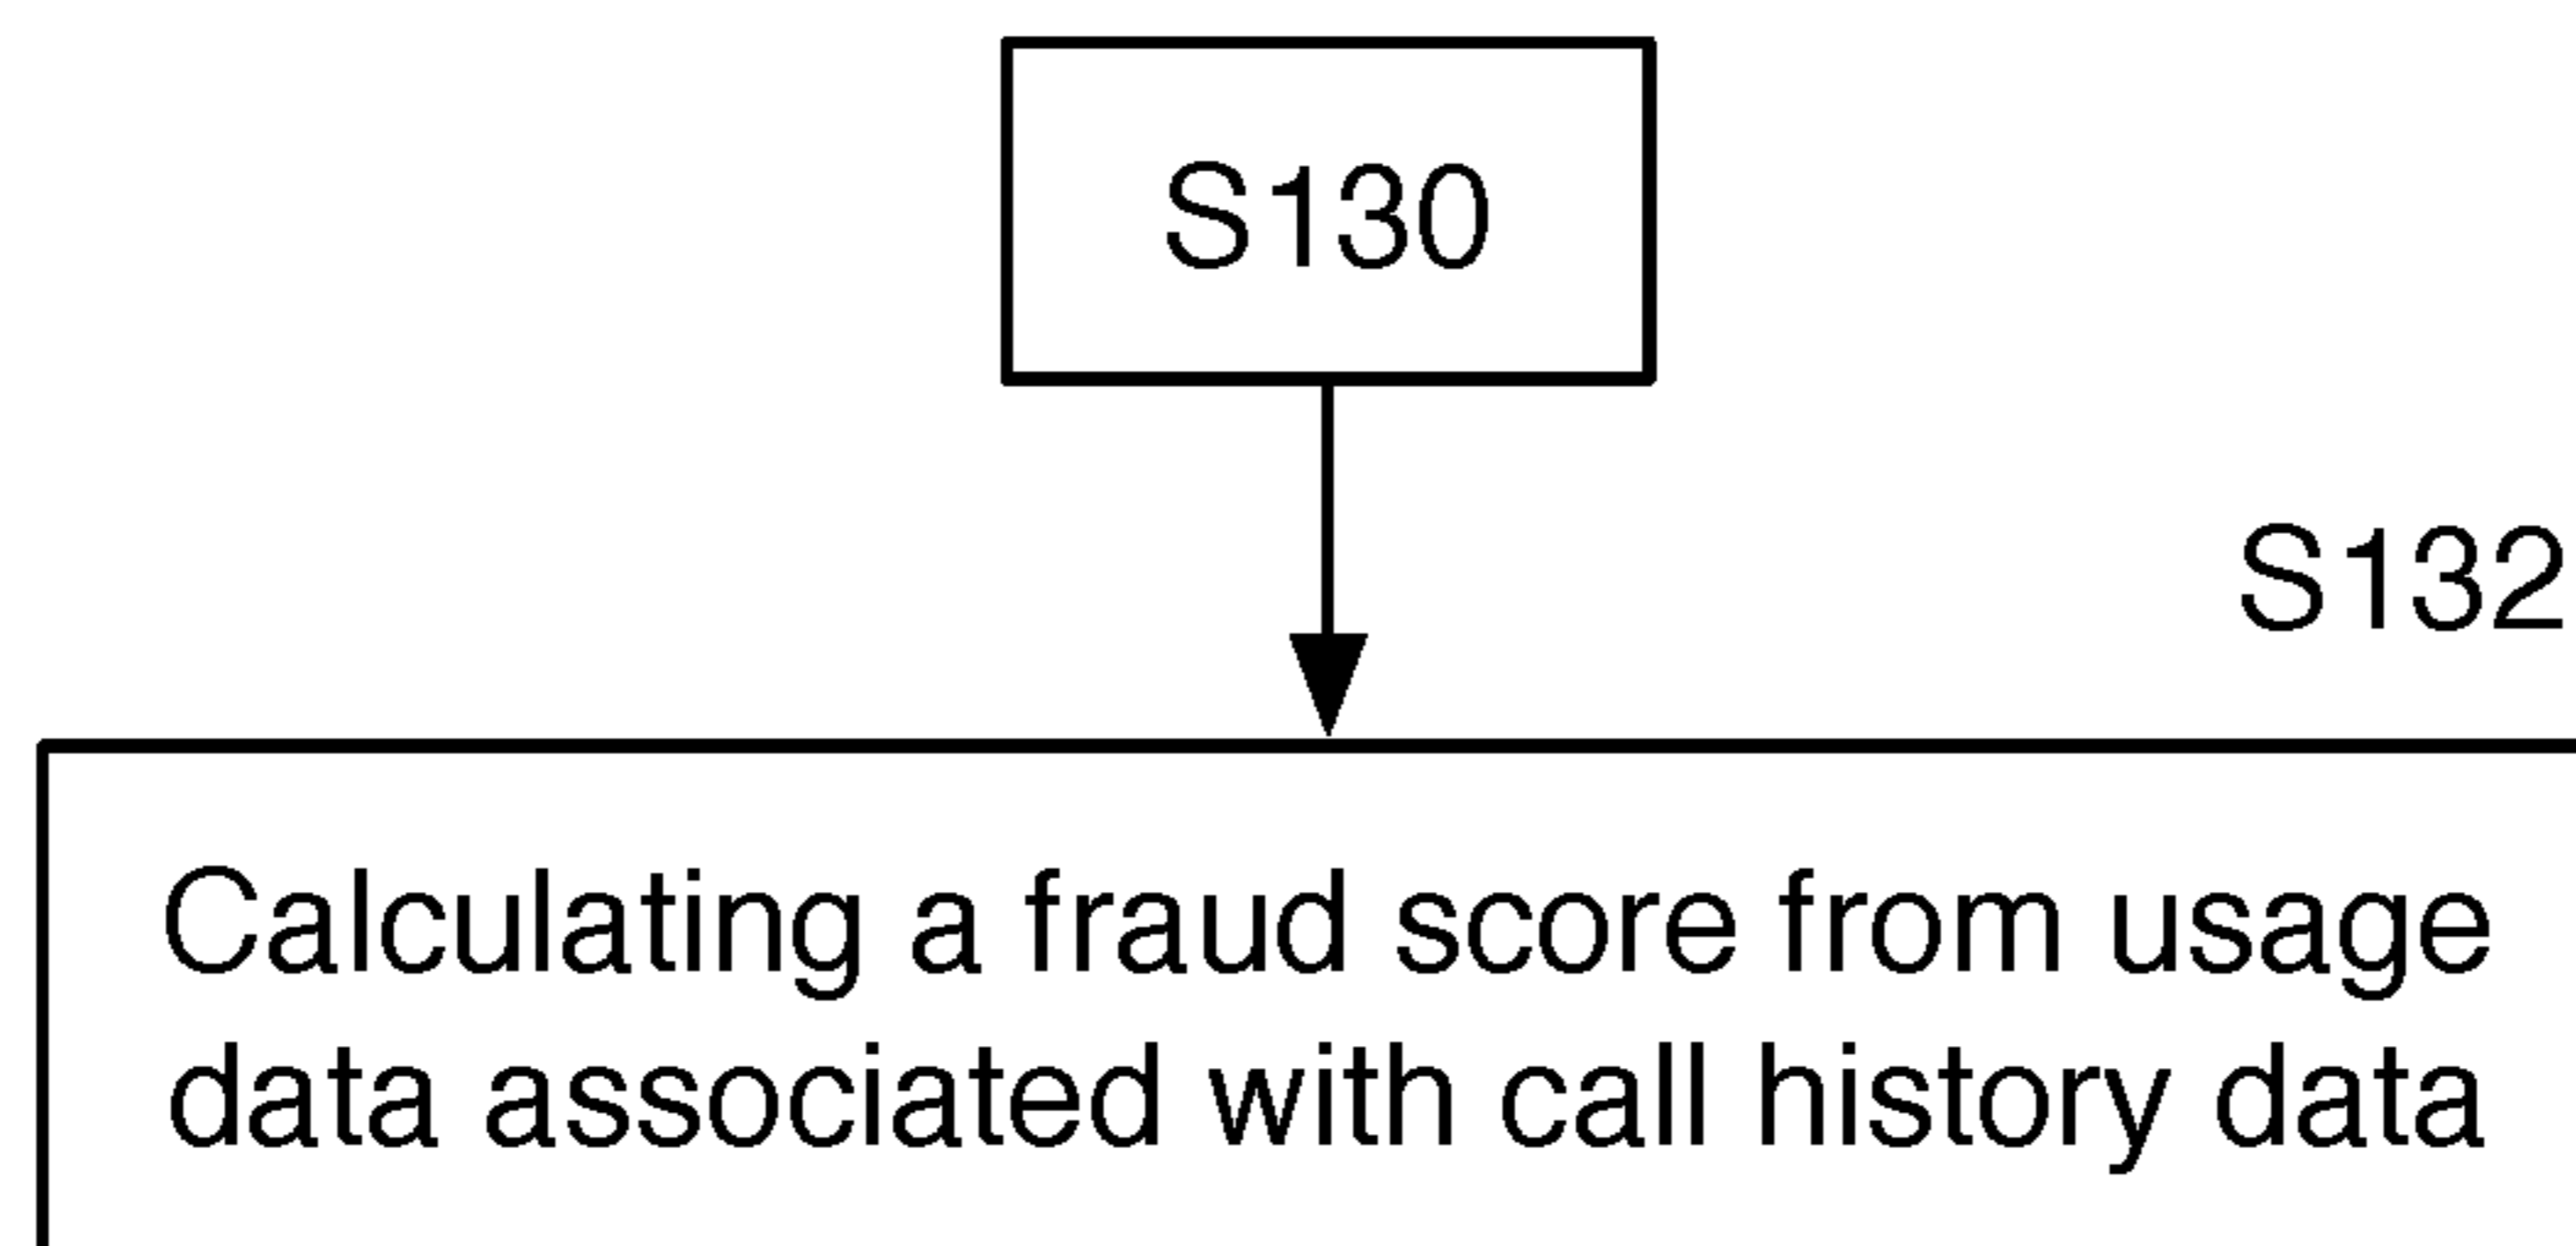 S130
S132
Calculating a fraud score from usage
data associated with call history data